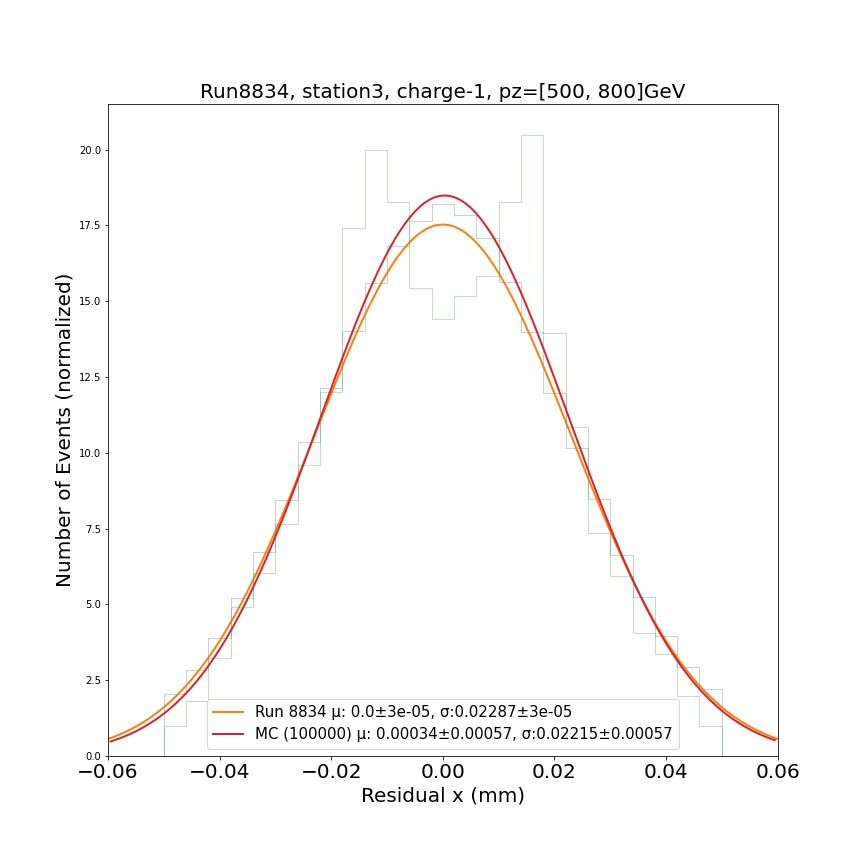 Run8834, station3, charge-1, pz=[500, 800]GeV
Number of Events (normalized)
20.0
17.5
15.0
12.5
10.0
7.5
5.0
2.5
0.0
Run 8834 μ: 0.0±3e-05, σ:0.02287±3e-05
MC (100000) μ: 0.00034±0.00057, σ:0.02215±0.00057
−0.06 −0.04 −0.02 0.00 0.02 0.04 0.06
Residual x (mm)